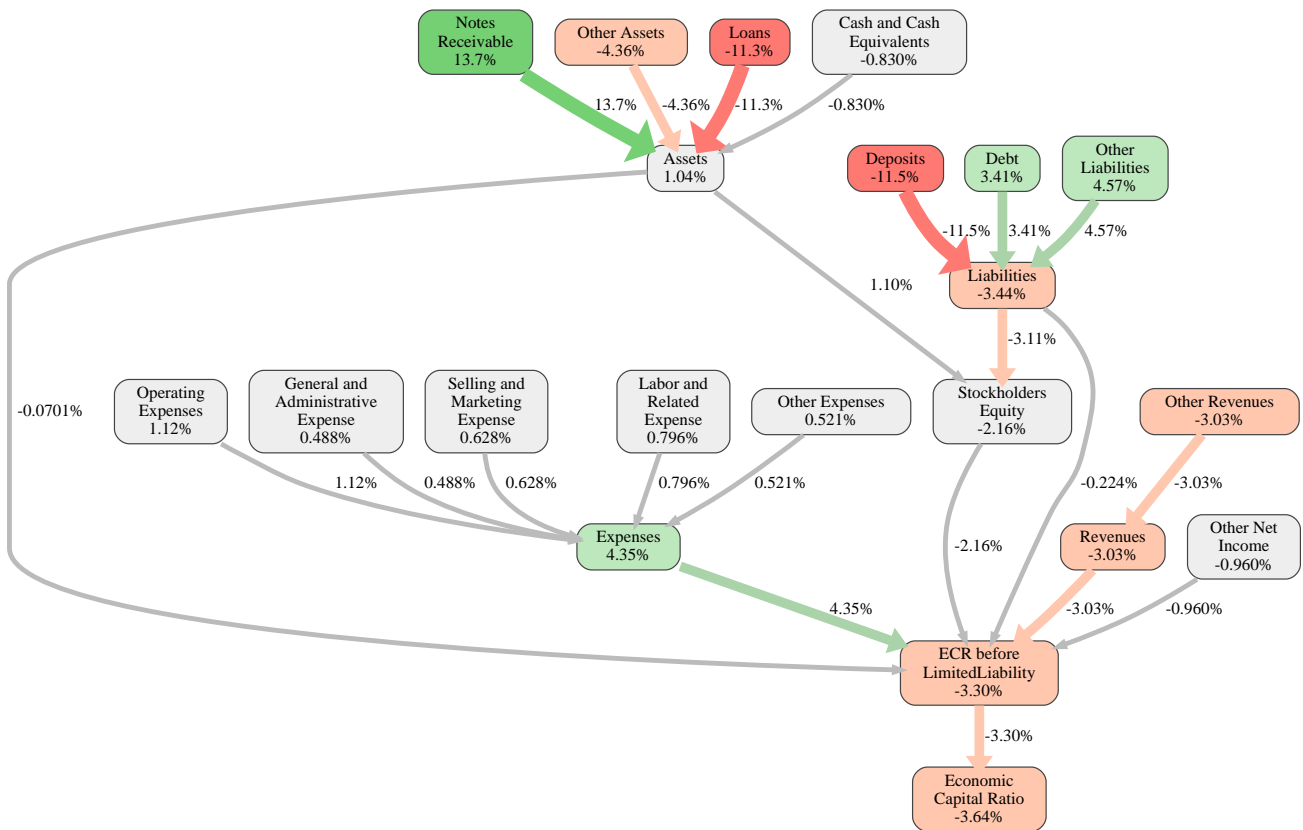 Notes
Receivable
13.7%
Other Assets
-4.36%
Loans
-11.3%
Cash and Cash
Equivalents
-0.830%
13.7%
-4.36%
-11.3%
-0.830%
Assets
1.04%
Deposits
-11.5%
Debt
3.41%
Other
Liabilities
4.57%
-11.5%
3.41%
4.57%
1.10%
Liabilities
-3.44%
-3.11%
-0.0701%
Operating
Expenses
1.12%
General and
Administrative
Expense
0.488%
Selling and
Marketing
Expense
0.628%
Labor and
Related
Expense
0.796%
Other Expenses
0.521%
Stockholders
Equity
-2.16%
Other Revenues
-3.03%
1.12%
0.488%
0.628%
0.796%
0.521%
-0.224%
-3.03%
Expenses
4.35%
-2.16%
Revenues
-3.03%
Other Net
Income
-0.960%
4.35%
-3.03%
-0.960%
ECR before
LimitedLiability
-3.30%
-3.30%
Economic
Capital Ratio
-3.64%